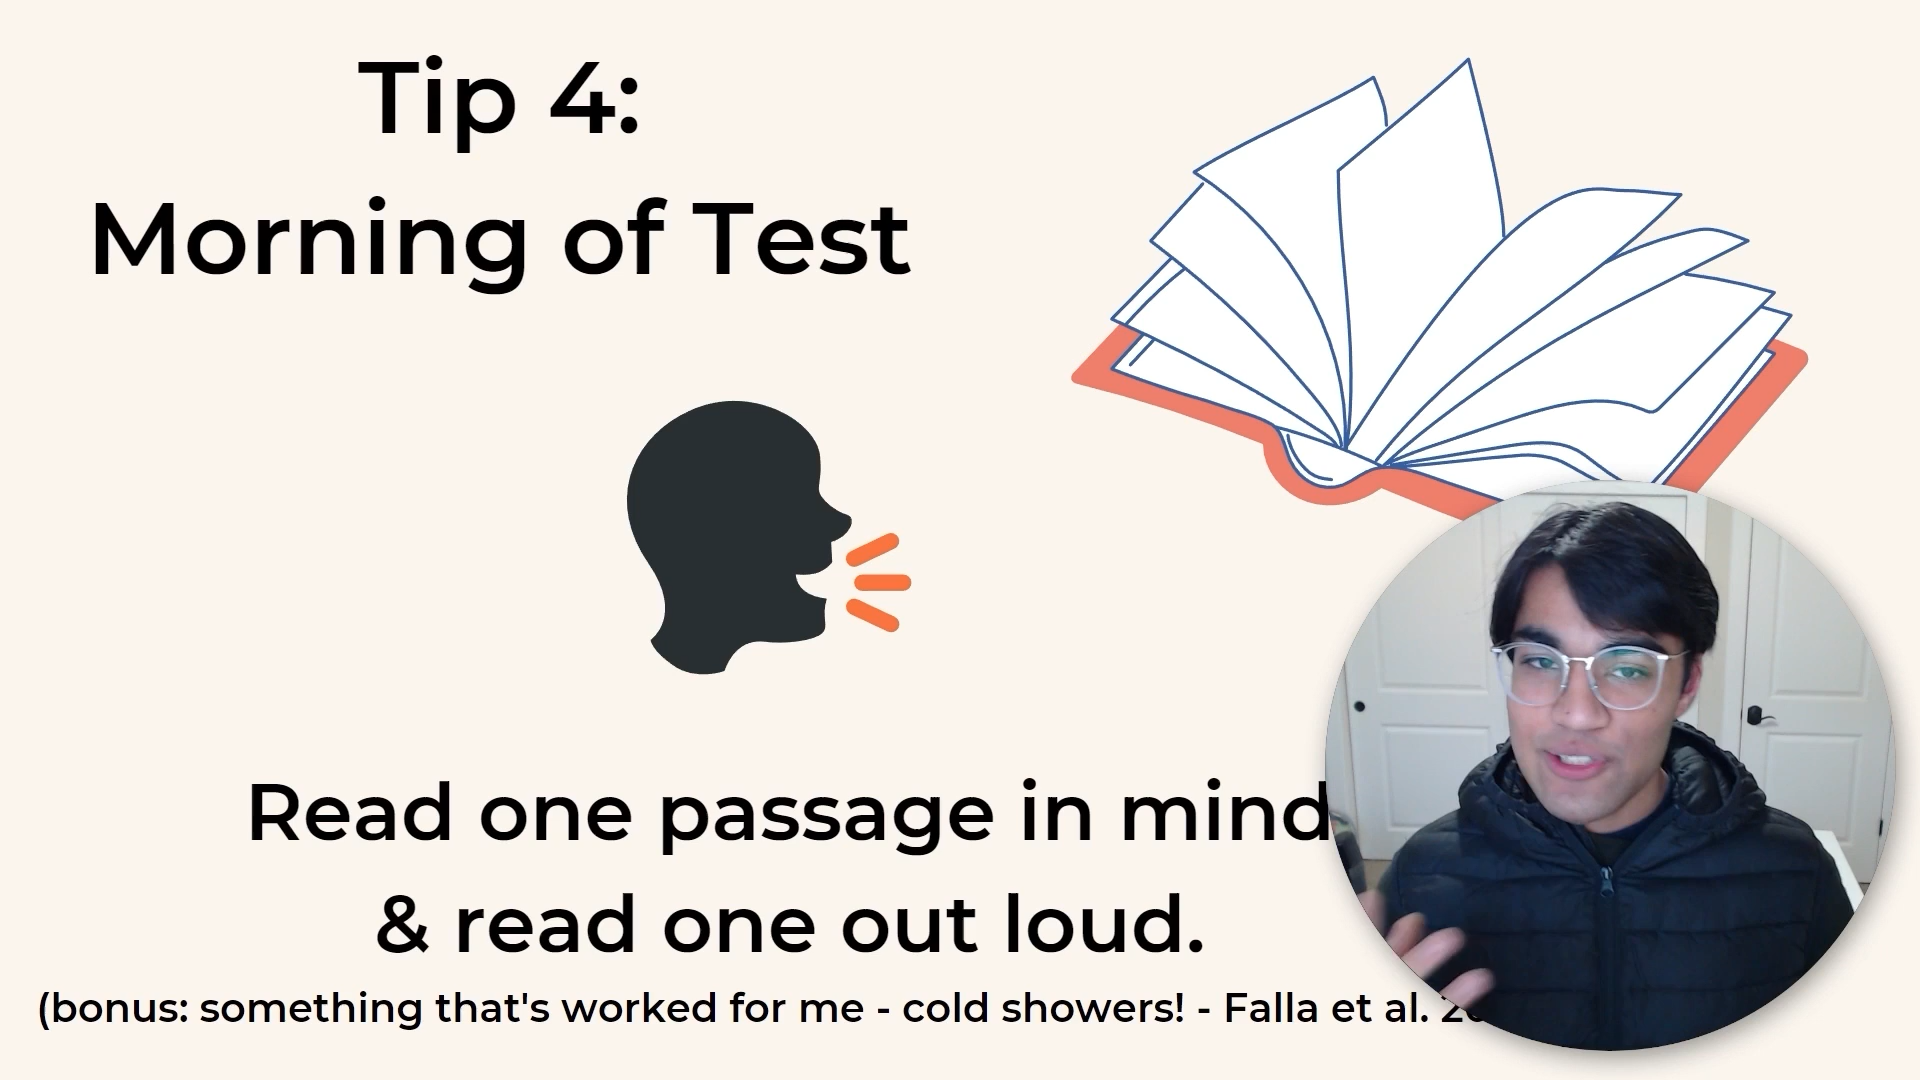 Tip 4:
Morning of Test
Read one passage in mind
& read one out loud.
(bonus: something that's worked for me - cold showers! - Falla et al.